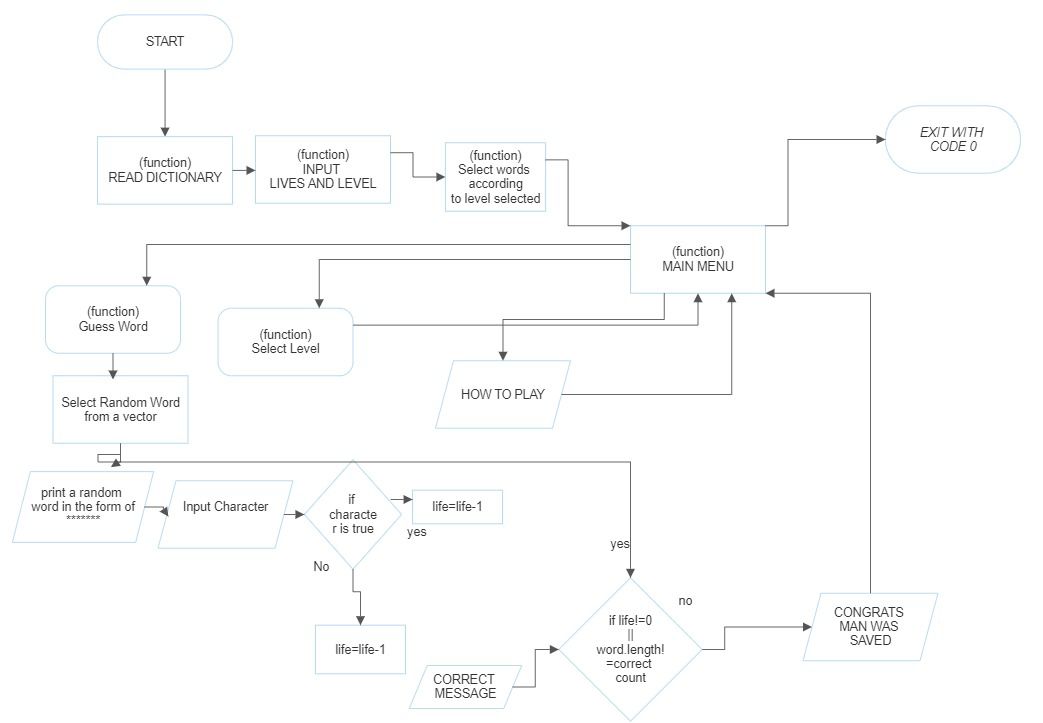 START
EXIT WITH
CODE 0
(function)
READ DICTIONARY
(function)
INPUT
LIVES AND LEVEL
(function)
Select words
according
to level selected
(function)
MAIN MENU
(function)
Guess Word
(function)
Select Level
HOW TO PLAY
Select Random Word
from a vector
print a random
word in the form of
*******
Input Character
if
characte
r is true
life=life-1
yes
No
life=life-1
yes
no
if life!=0
||
word.length!
=correct
count
CORRECT
MESSAGE
CONGRATS
MAN WAS
SAVED